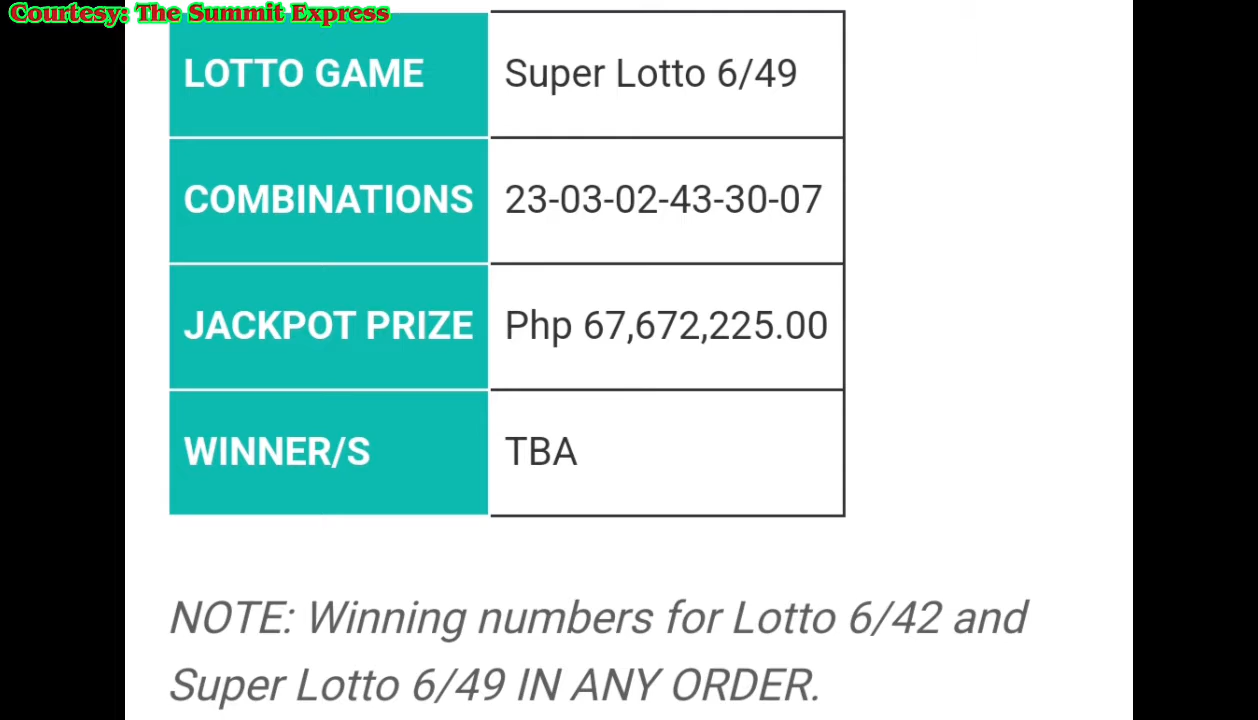 Courtesy: The Summit Express
LOTTO GAME Super Lotto 6/49
COMBINATIONS 23-03-02-43-30-07
JACKPOT PRIZE Php 67,672,225.00
WINNER/S TBA
NOTE: Winning numbers for Lotto 6/42 and
Super Lotto 6/49 IN ANY ORDER.